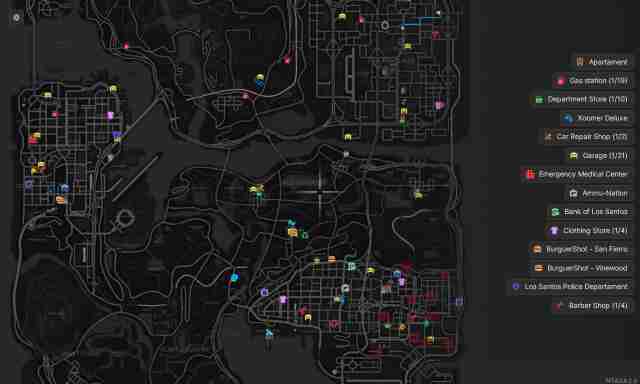 Apartament
Gas station (1/19)
Department Store (1/10)
Xoomer Deluxe
Car Repair Shop (1/2)
Garage (1/21)
Emergency Medical Center
Ammu-Nation
Bank of Los Santos
Clothing Store (1/4)
BurguerShot - San Fierro
BurguerShot - Vinewood
Los Santos Police Departament
Barber Shop (1/4)